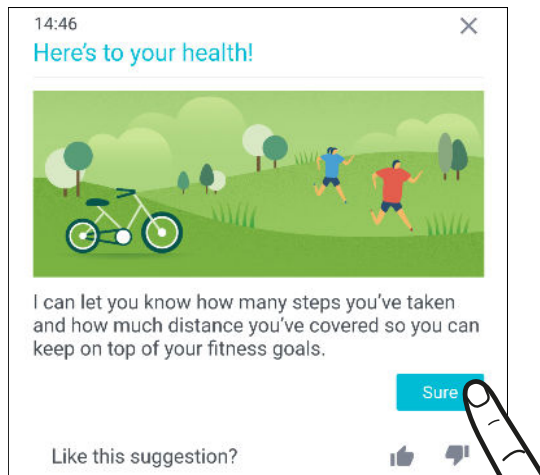 14:46
Here's to your health!
I can let you know how many steps you've taken
and how much distance you've covered so you can
keep on top of your fitness goals.
Sure
Like this suggestion?